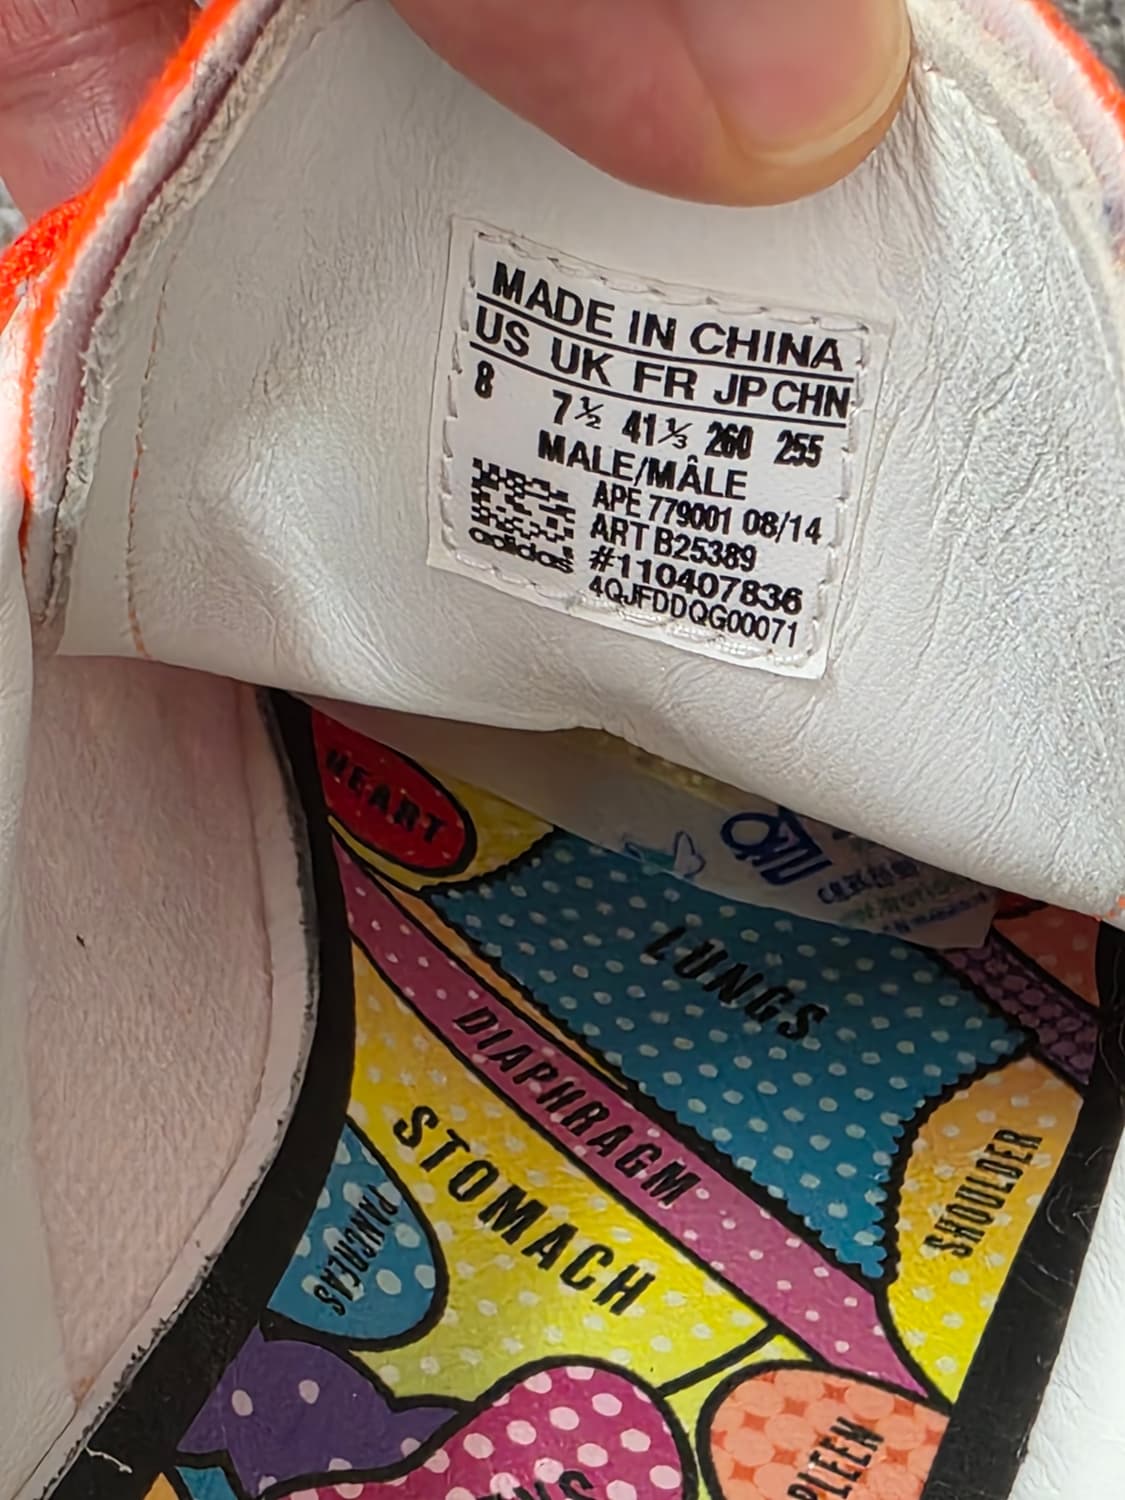 MADE IN CHINA
US UK FR JP CHN
8 7½ 41⅓ 260 255
MALE/MÂLE
APE 779001 08/14
ART B25389
#110407836
4QJFDDQG00071
adidas
HEART
LUNGS
DIAPHRAGM
SHOULDER
STOMACH
PANCREAS